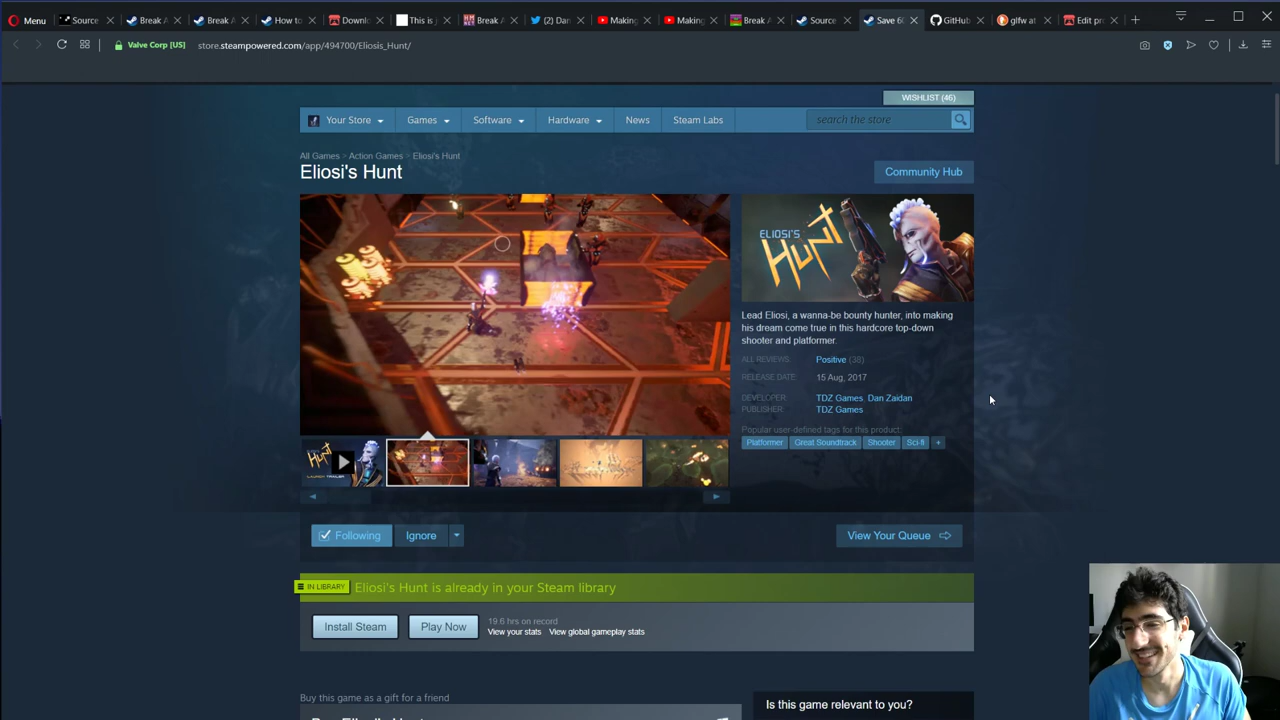 Menu
Source
Break A
Break A
How to
Downlo
This is j
Break A
Dan
Making
Making
Break A
Source
Save 60
GitHub
glfw at
Edit pro
Valve Corp [US]
store.steampowered.com/app/494700/Eliosis_Hunt/
WISHLIST (46)
Your Store
Games
Software
Hardware
News
Steam Labs
search the store
All Games > Action Games > Eliosi's Hunt
Eliosi's Hunt
Community Hub
ELIOSI'S
HUNT
Lead Eliosi, a wanna-be bounty hunter, into making
his dream come true in this hardcore top-down
shooter and platformer.
ALL REVIEWS: Positive (38)
RELEASE DATE: 15 Aug, 2017
DEVELOPER: TDZ Games, Dan Zaidan
PUBLISHER: TDZ Games
Popular user-defined tags for this product:
Platformer Great Soundtrack Shooter Sci-fi +
Following
Ignore
View Your Queue
IN LIBRARY
Eliosi's Hunt is already in your Steam library
Install Steam
Play Now
19.6 hrs on record
View your stats View global gameplay stats
Buy this game as a gift for a friend
Is this game relevant to you?